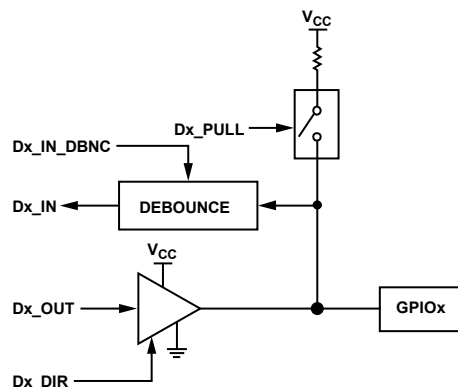 VCC
Dx_PULL
Dx_IN_DBNC
Dx_IN
DEBOUNCE
VCC
Dx_OUT
GPIOx
Dx_DIR